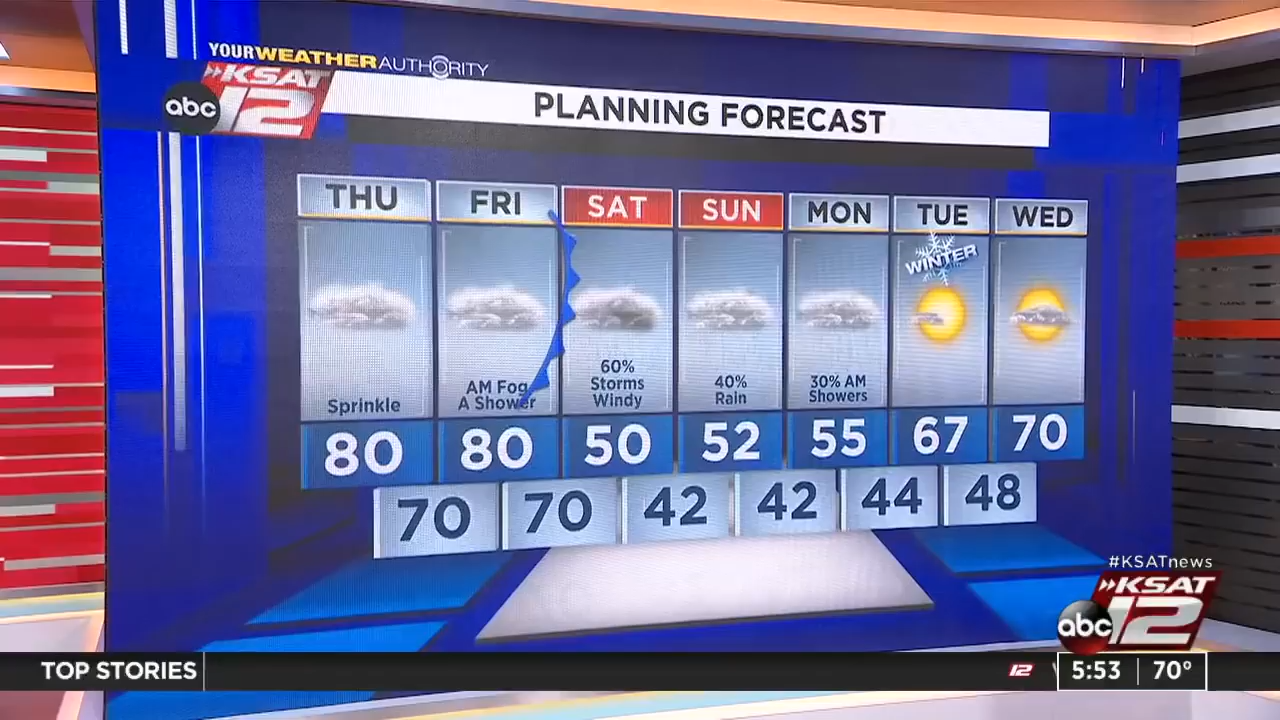 YOURWEATHERAUTHORITY
abc KSAT 12
PLANNING FORECAST
THU FRI SAT SUN MON TUE WED
WINTER
Sprinkle
AM Fog
A Shower
60%
Storms
Windy
40%
Rain
30% AM
Showers
80 80 50 52 55 67 70
70 70 42 42 44 48
#KSATnews
KSAT
abc 12
TOP STORIES
12
5:53 70°